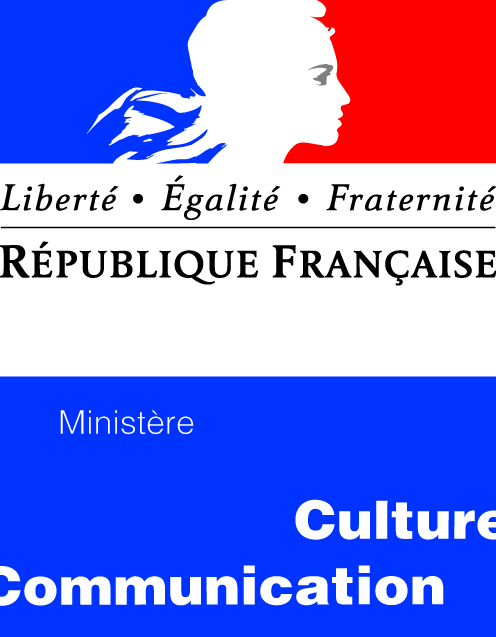 Liberté • Égalité • Fraternité
RÉPUBLIQUE FRANÇAISE
Ministère
Culture
Communication